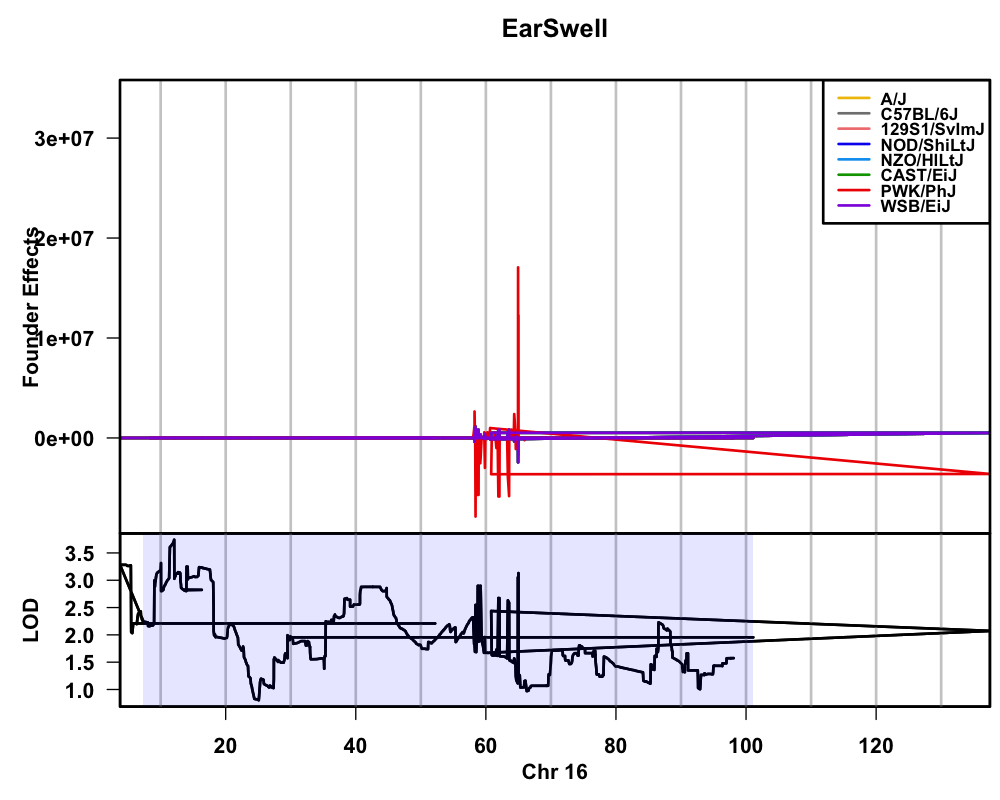 EarSwell
A/J
C57BL/6J
129S1/SvImJ
NOD/ShiLtJ
NZO/HlLtJ
CAST/EiJ
PWK/PhJ
WSB/EiJ
3e+07
2e+07
1e+07
0e+00
Founder Effects
3.5
3.0
2.5
2.0
1.5
1.0
LOD
20 40 60 80 100 120
Chr 16